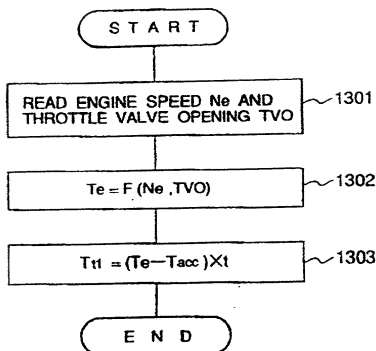 START
READ ENGINE SPEED Ne AND
THROTTLE VALVE OPENING TVO
1301
Te = F (Ne, TVO)
1302
Tt1 = (Te−Tacc)×t
1303
END